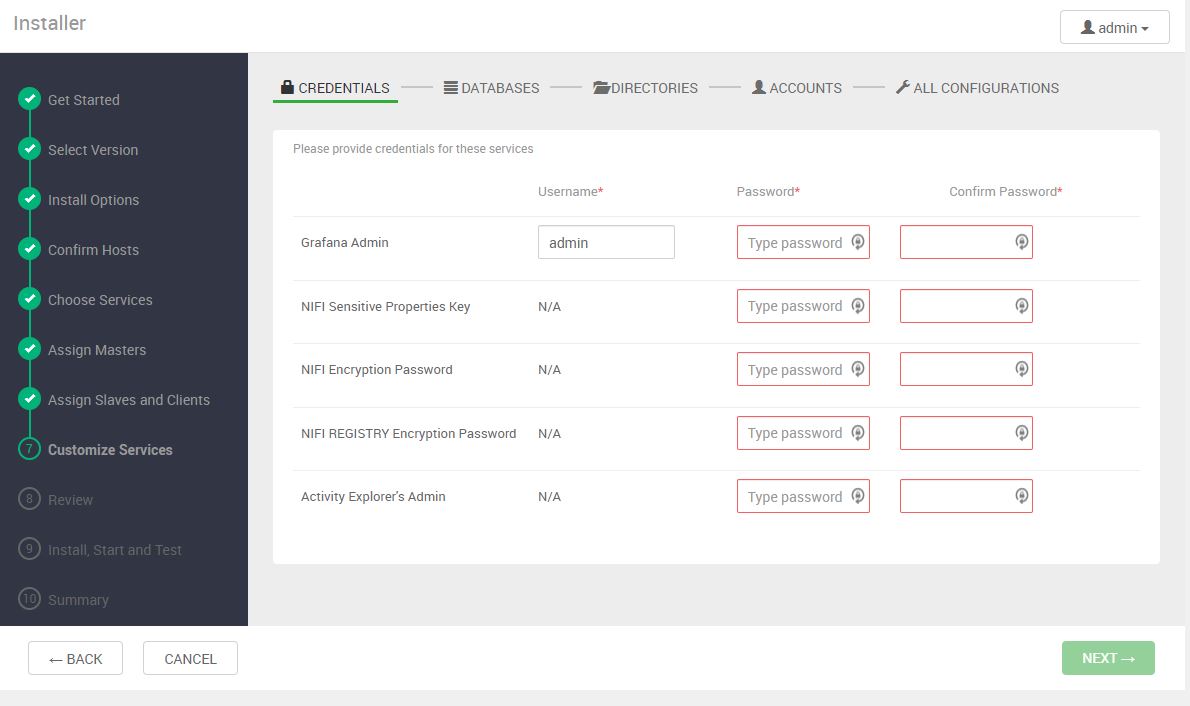 Installer
admin
Get Started
Select Version
Install Options
Confirm Hosts
Choose Services
Assign Masters
Assign Slaves and Clients
7 Customize Services
8 Review
9 Install, Start and Test
10 Summary
CREDENTIALS DATABASES DIRECTORIES ACCOUNTS ALL CONFIGURATIONS
Please provide credentials for these services
Username* Password* Confirm Password*
Grafana Admin admin Type password
NIFI Sensitive Properties Key N/A Type password
NIFI Encryption Password N/A Type password
NIFI REGISTRY Encryption Password N/A Type password
Activity Explorer's Admin N/A Type password
← BACK CANCEL NEXT →